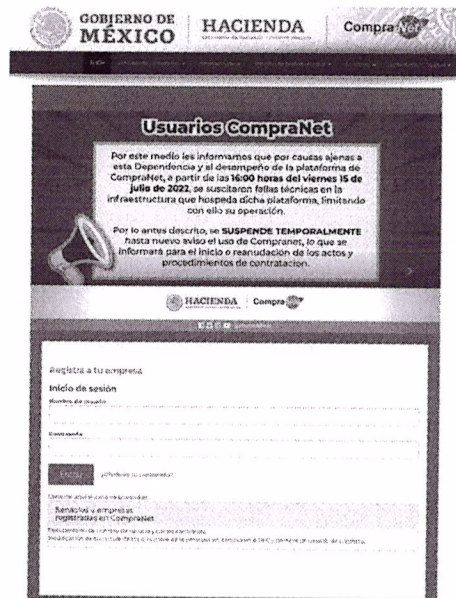 GOBIERNO DE
MÉXICO
HACIENDA
CompraNet
Usuarios CompraNet
Por este medio les informamos que por causas ajenas a
esta Dependencia y al desempeño de la plataforma de
CompraNet, a partir de las 16:00 horas del viernes 15 de
julio de 2022, se suscitaron fallas técnicas en la
infraestructura que hospeda dicha plataforma, limitando
con ello su operación.
Por lo antes descrito, se SUSPENDE TEMPORALMENTE
hasta nuevo aviso el uso de Compranet, lo que se
informará para el inicio o reanudación de los actos y
procedimientos de contratación.
HACIENDA
CompraNet
Registra a tu empresa
Inicio de sesión
Nombre de usuario
Contraseña
Entrar
¿Olvidaste tu contraseña?
Servicios a empresas
registradas en CompraNet